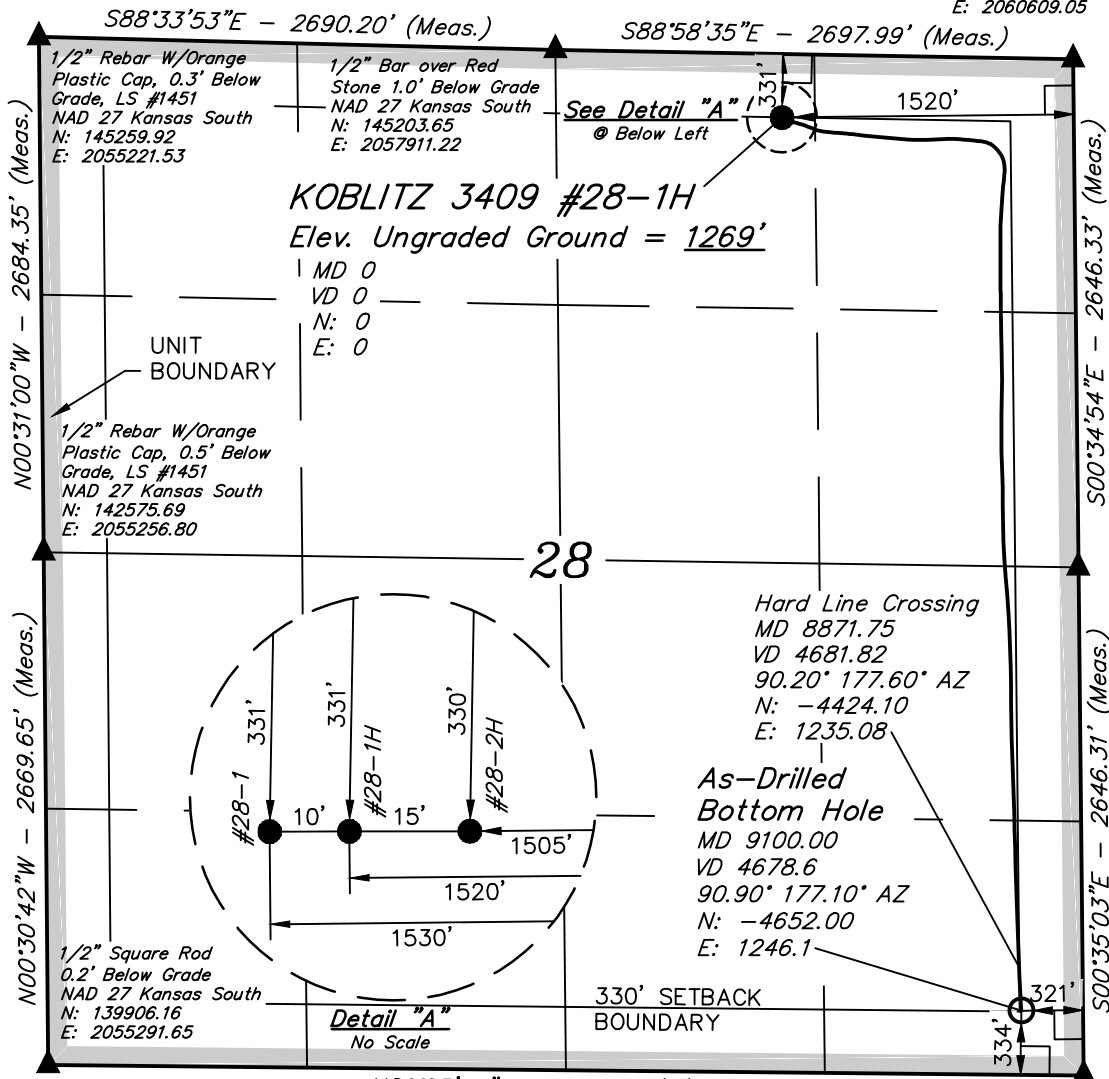 E: 2060609.05
S88°33'53"E - 2690.20' (Meas.)
S88°58'35"E - 2697.99' (Meas.)
1/2" Rebar W/Orange
Plastic Cap, 0.3' Below
Grade, LS #1451
NAD 27 Kansas South
N: 145259.92
E: 2055221.53
1/2" Bar over Red
Stone 1.0' Below Grade
NAD 27 Kansas South
N: 145203.65
E: 2057911.22
See Detail "A"
@ Below Left
331'
1520'
KOBLITZ 3409 #28-1H
Elev. Ungraded Ground = 1269'
MD 0
VD 0
N: 0
E: 0
N00°31'00"W - 2684.35' (Meas.)
S00°34'54"E - 2646.33' (Meas.)
UNIT
BOUNDARY
1/2" Rebar W/Orange
Plastic Cap, 0.5' Below
Grade, LS #1451
NAD 27 Kansas South
N: 142575.69
E: 2055256.80
28
Hard Line Crossing
MD 8871.75
VD 4681.82
90.20° 177.60° AZ
N: -4424.10
E: 1235.08
N00°30'42"W - 2669.65' (Meas.)
S00°35'03"E - 2646.31' (Meas.)
331'
331'
330'
#28-1
#28-1H
#28-2H
10'
15'
1505'
1520'
1530'
As-Drilled
Bottom Hole
MD 9100.00
VD 4678.6
90.90° 177.10° AZ
N: -4652.00
E: 1246.1
1/2" Square Rod
0.2' Below Grade
NAD 27 Kansas South
N: 139906.16
E: 2055291.65
Detail "A"
No Scale
330' SETBACK
BOUNDARY
321'
334'